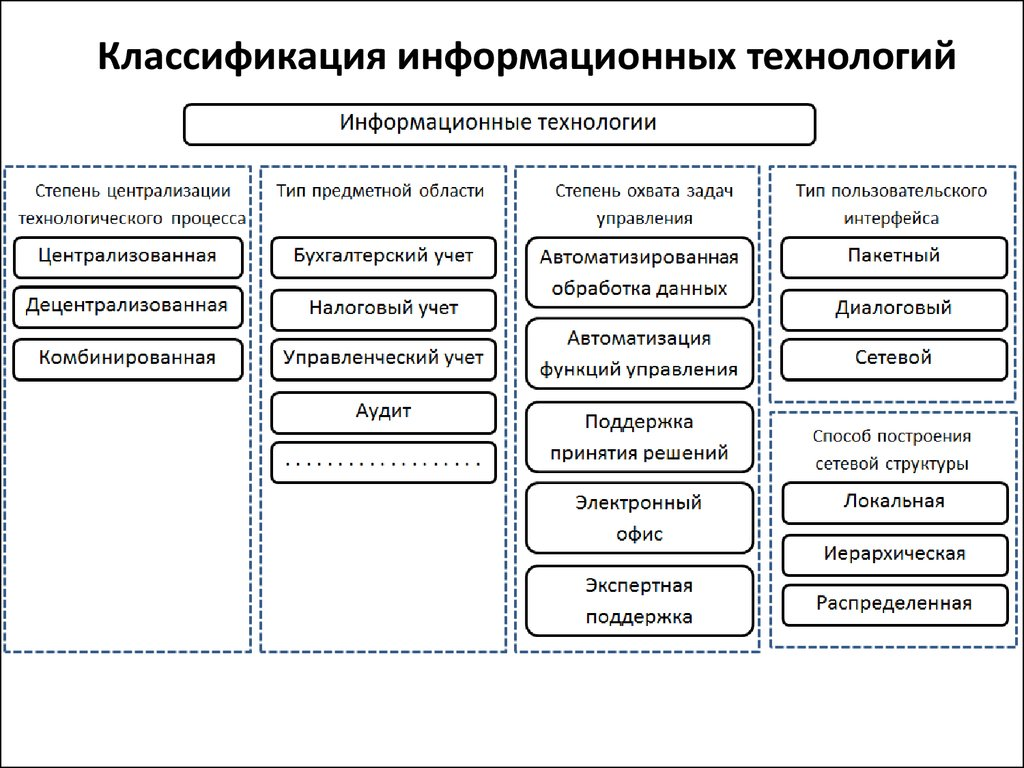 Классификация информационных технологий
Информационные технологии
Степень централизации
технологического процесса
Централизованная
Децентрализованная
Комбинированная
Тип предметной области
Бухгалтерский учет
Налоговый учет
Управленческий учет
Аудит
...................
Степень охвата задач
управления
Автоматизированная
обработка данных
Автоматизация
функций управления
Поддержка
принятия решений
Электронный
офис
Экспертная
поддержка
Тип пользовательского
интерфейса
Пакетный
Диалоговый
Сетевой
Способ построения
сетевой структуры
Локальная
Иерархическая
Распределенная